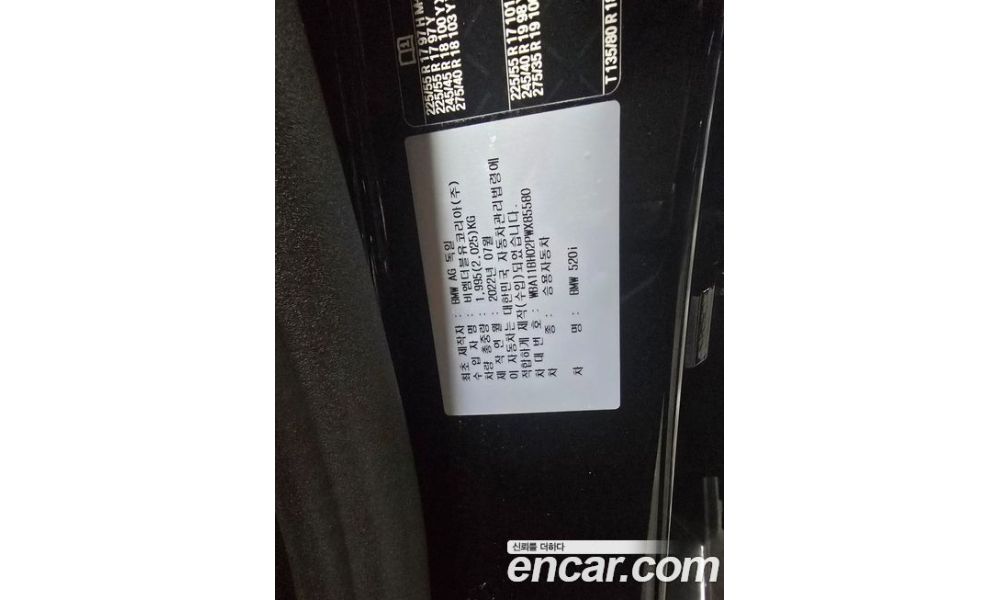 225/55 R 17 97 H M+
225/55 R 17 97 Y
245/45 R 18 100 Y
275/40 R 18 103 Y
225/55 R 17 101
245/40 R 19 98
275/35 R 19 100
T 135/80 R 18
최초 제작자 : BMW AG 독일
수 입 자 명 : 비엠더블유코리아(주)
차량 총중량 : 1,995(2,025)KG
제 작 연 월 : 2022년 07월
이 자동차는 대한민국 자동차관리법령에
적합하게 제작(수입)되었습니다.
차 대 번 호 : WBA11BH02PWX85580
차 종 : 승용자동차
차 명 : BMW 520i
신뢰를 더하다
encar.com